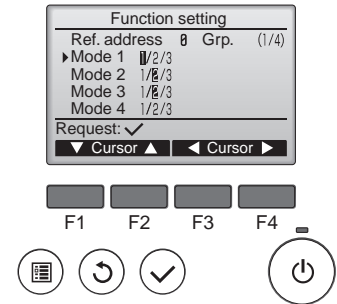 Function setting
Ref. address 0 Grp. (1/4)
Mode 1 1/2/3
Mode 2 1/2/3
Mode 3 1/2/3
Mode 4 1/2/3
Request: ✓
▼ Cursor ▲ ◀ Cursor ▶
F1 F2 F3 F4